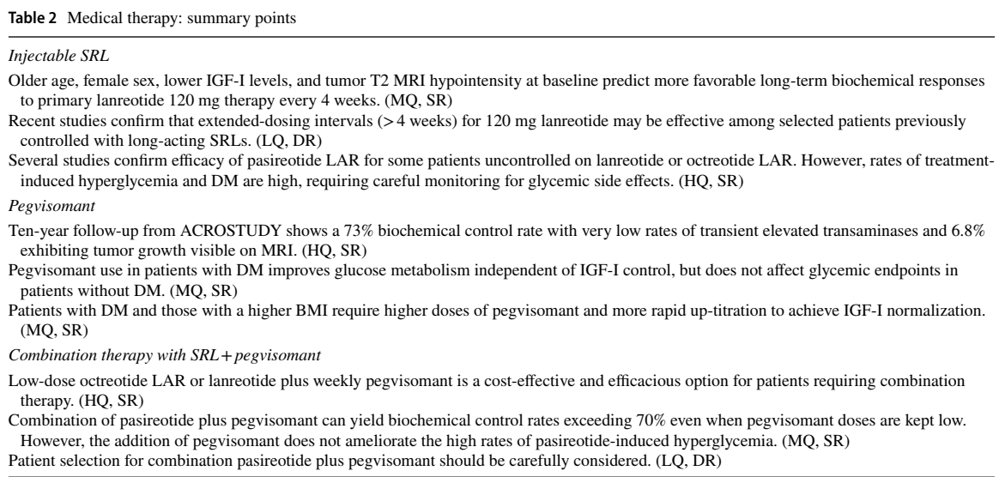 Table 2 Medical therapy: summary points
Injectable SRL
Older age, female sex, lower IGF-I levels, and tumor T2 MRI hypointensity at baseline predict more favorable long-term biochemical responses
to primary lanreotide 120 mg therapy every 4 weeks. (MQ, SR)
Recent studies confirm that extended-dosing intervals (> 4 weeks) for 120 mg lanreotide may be effective among selected patients previously
controlled with long-acting SRLs. (LQ, DR)
Several studies confirm efficacy of pasireotide LAR for some patients uncontrolled on lanreotide or octreotide LAR. However, rates of treatment-
induced hyperglycemia and DM are high, requiring careful monitoring for glycemic side effects. (HQ, SR)
Pegvisomant
Ten-year follow-up from ACROSTUDY shows a 73% biochemical control rate with very low rates of transient elevated transaminases and 6.8%
exhibiting tumor growth visible on MRI. (HQ, SR)
Pegvisomant use in patients with DM improves glucose metabolism independent of IGF-I control, but does not affect glycemic endpoints in
patients without DM. (MQ, SR)
Patients with DM and those with a higher BMI require higher doses of pegvisomant and more rapid up-titration to achieve IGF-I normalization.
(MQ, SR)
Combination therapy with SRL + pegvisomant
Low-dose octreotide LAR or lanreotide plus weekly pegvisomant is a cost-effective and efficacious option for patients requiring combination
therapy. (HQ, SR)
Combination of pasireotide plus pegvisomant can yield biochemical control rates exceeding 70% even when pegvisomant doses are kept low.
However, the addition of pegvisomant does not ameliorate the high rates of pasireotide-induced hyperglycemia. (MQ, SR)
Patient selection for combination pasireotide plus pegvisomant should be carefully considered. (LQ, DR)